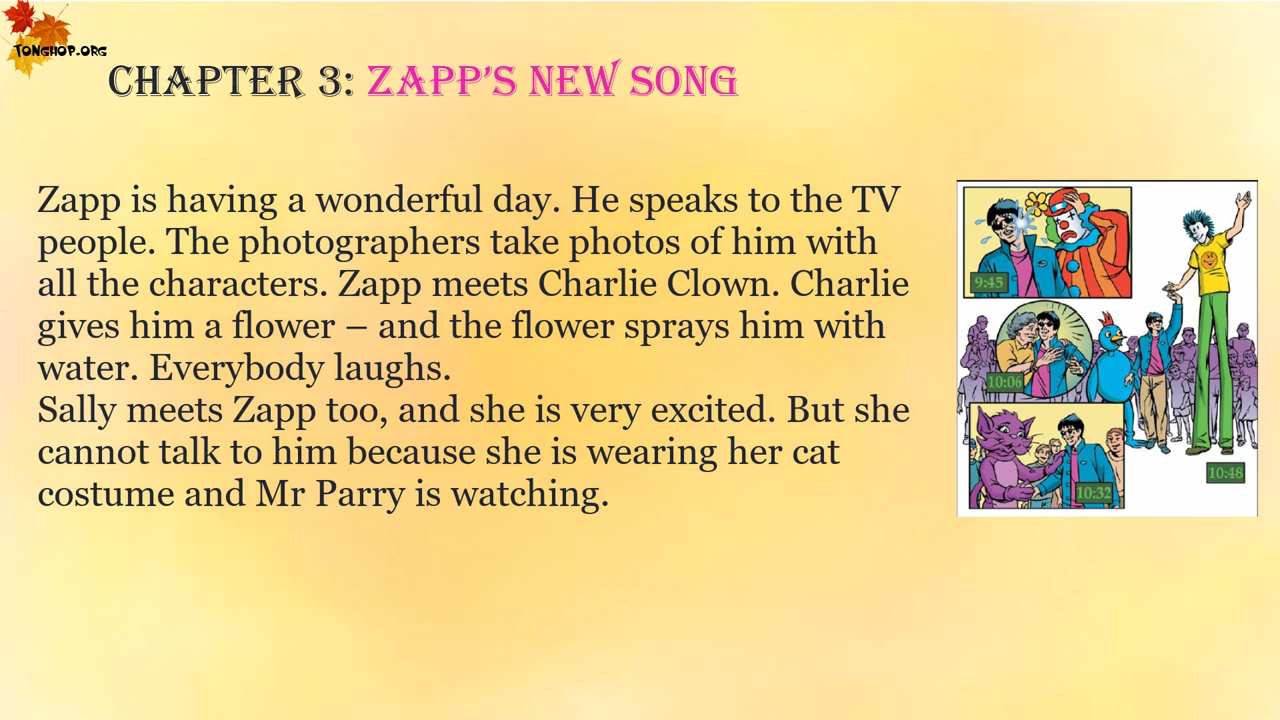 TONGHOP.ORG
CHAPTER 3: ZAPP'S NEW SONG
Zapp is having a wonderful day. He speaks to the TV
people. The photographers take photos of him with
all the characters. Zapp meets Charlie Clown. Charlie
gives him a flower – and the flower sprays him with
water. Everybody laughs.
Sally meets Zapp too, and she is very excited. But she
cannot talk to him because she is wearing her cat
costume and Mr Parry is watching.
9:45
10:06
10:32
10:48